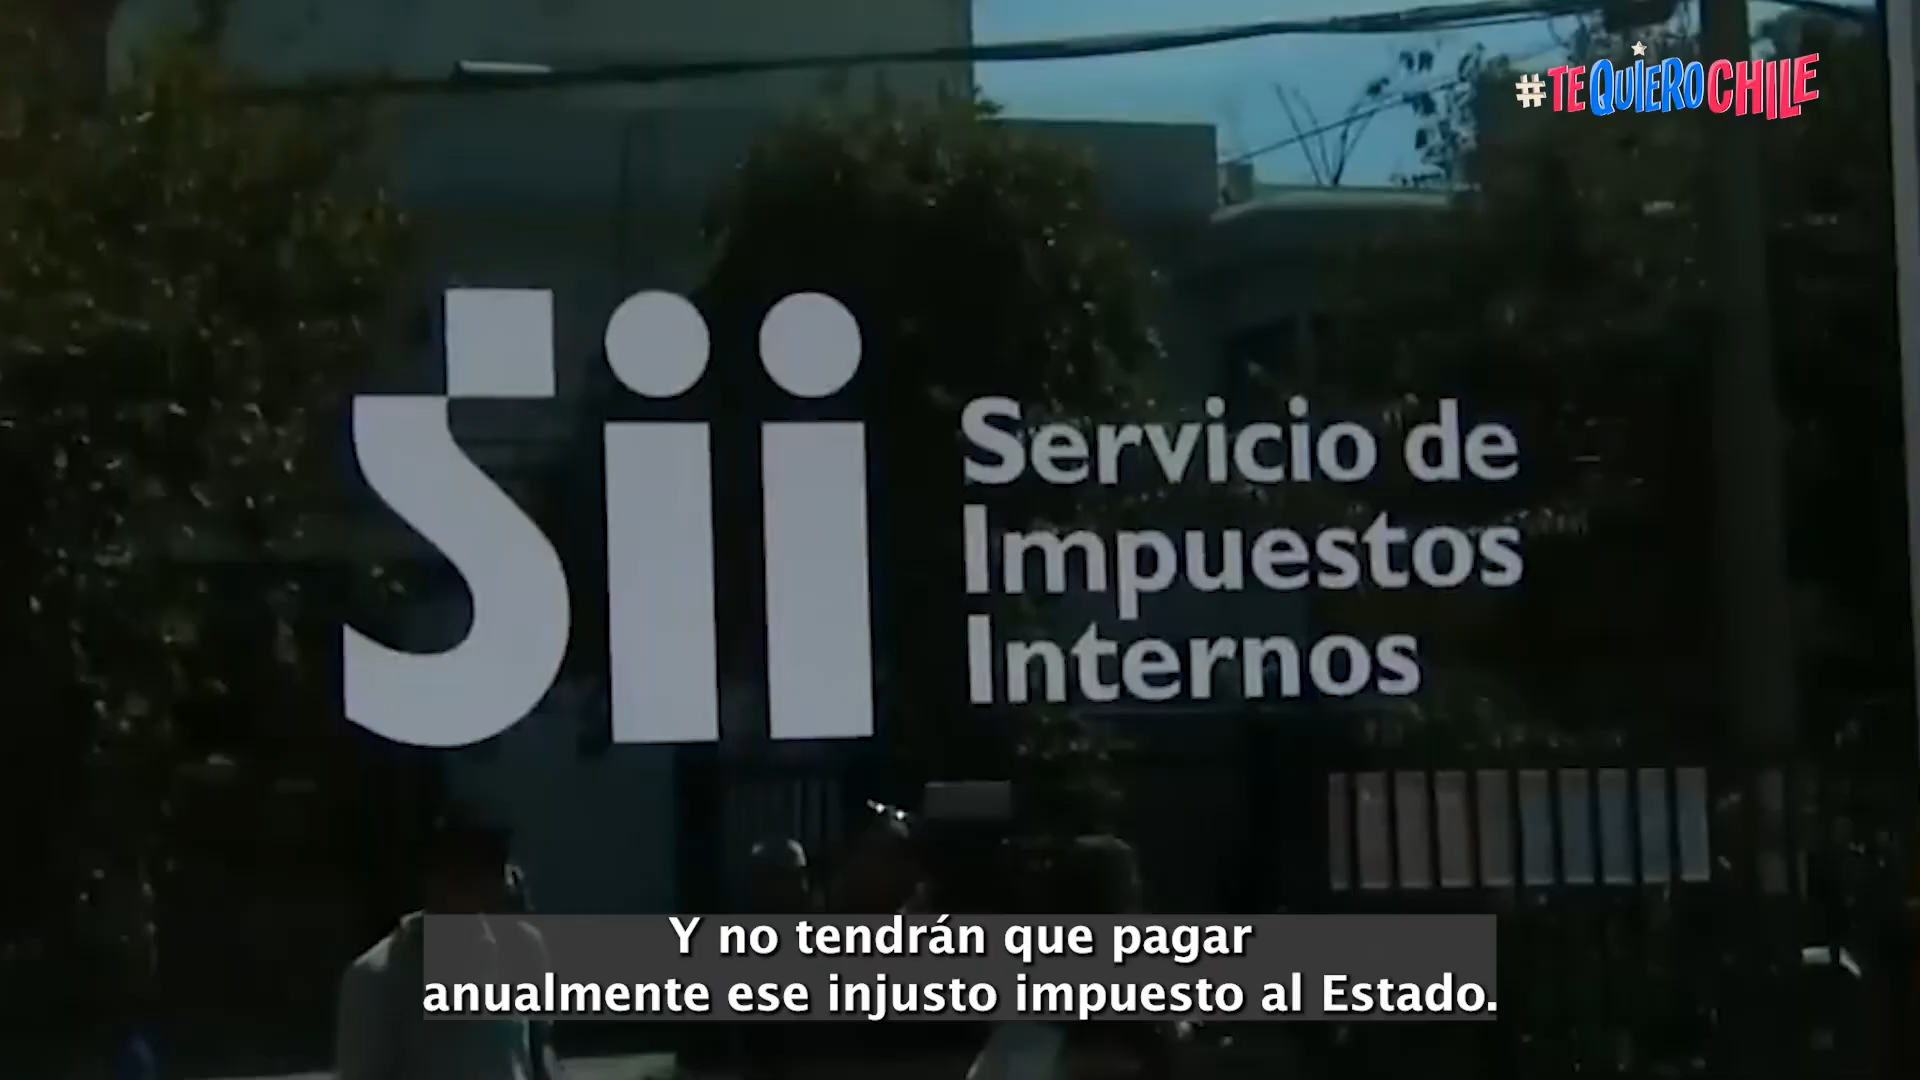 #TEQUIEROCHILE
Sii
Servicio de
Impuestos
Internos
Y no tendrán que pagar
anualmente ese injusto impuesto al Estado.